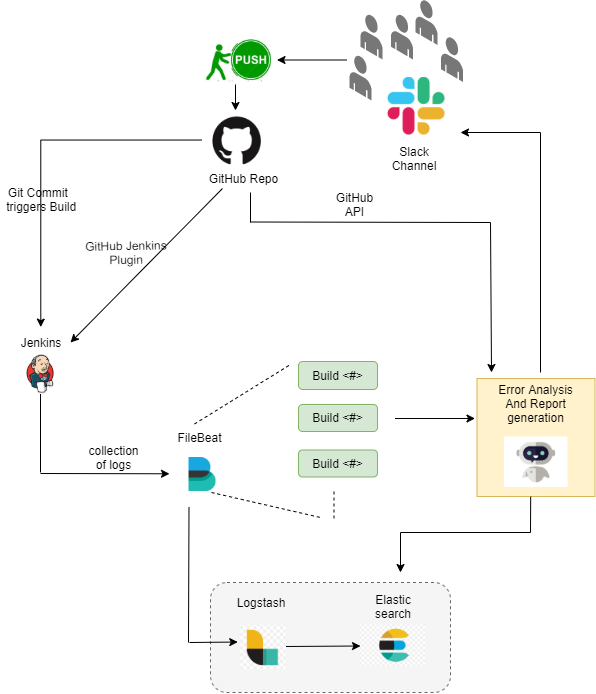 PUSH
Slack
Channel
GitHub Repo
Git Commit
triggers Build
GitHub
API
GitHub Jenkins
Plugin
Jenkins
Build <#>
Error Analysis
And Report
generation
Build <#>
FileBeat
collection
of logs
Build <#>
Logstash
Elastic
search